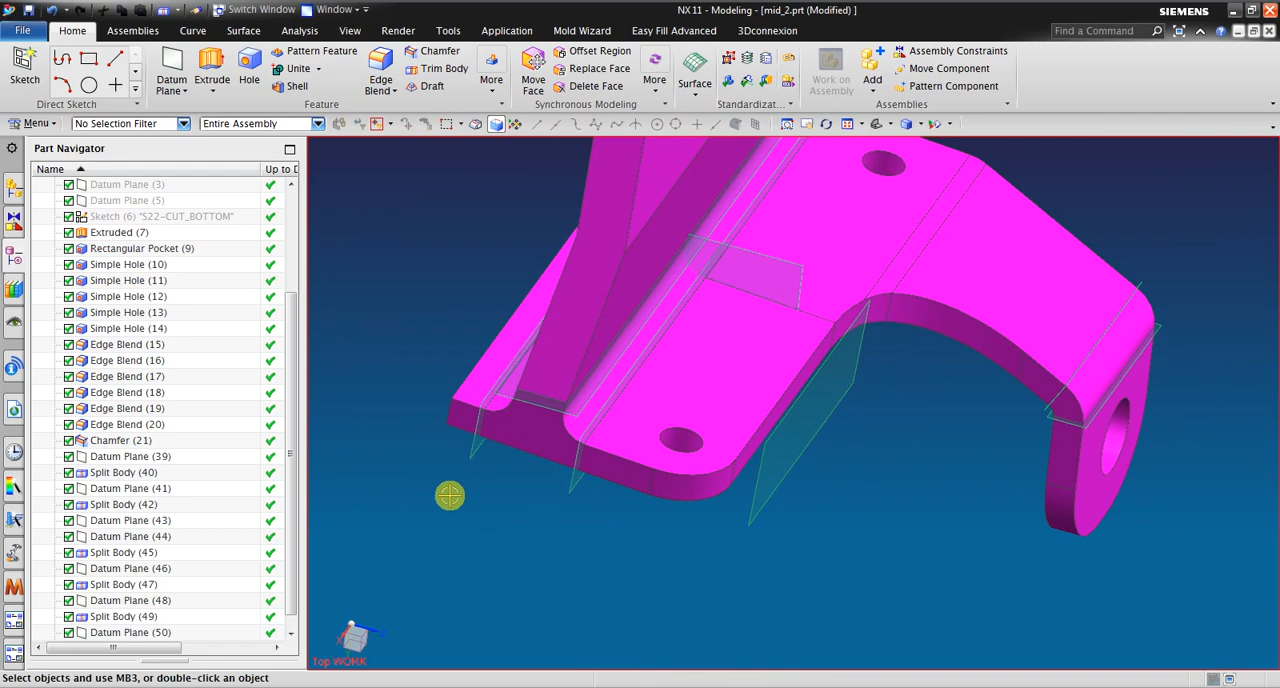 Switch Window Window NX 11 - Modeling - [mid_2.prt (Modified) ] SIEMENS
File Home Assemblies Curve Surface Analysis View Render Tools Application Mold Wizard Easy Fill Advanced 3Dconnexion Find a Command
Sketch Datum Plane Extrude Hole Pattern Feature Unite Shell Edge Blend Chamfer Trim Body Draft More Move Face Offset Region Replace Face Delete Face More Surface Work on Assembly Add Assembly Constraints Move Component Pattern Component
Direct Sketch Feature Synchronous Modeling Standardiz... Assemblies
Menu No Selection Filter Entire Assembly
Part Navigator
Name Up to D
Datum Plane (3)
Datum Plane (5)
Sketch (6) "S22-CUT_BOTTOM"
Extruded (7)
Rectangular Pocket (9)
Simple Hole (10)
Simple Hole (11)
Simple Hole (12)
Simple Hole (13)
Simple Hole (14)
Edge Blend (15)
Edge Blend (16)
Edge Blend (17)
Edge Blend (18)
Edge Blend (19)
Edge Blend (20)
Chamfer (21)
Datum Plane (39)
Split Body (40)
Datum Plane (41)
Split Body (42)
Datum Plane (43)
Datum Plane (44)
Split Body (45)
Datum Plane (46)
Split Body (47)
Datum Plane (48)
Split Body (49)
Datum Plane (50)
Top WORK
Select objects and use MB3, or double-click an object